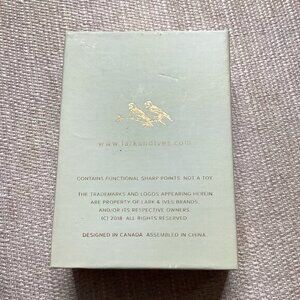 www.larkandives.com
CONTAINS FUNCTIONAL SHARP POINTS: NOT A TOY
THE TRADEMARKS AND LOGOS APPEARING HEREIN
ARE PROPERTY OF LARK & IVES BRANDS
AND/OR ITS RESPECTIVE OWNERS.
(C) 2018. ALL RIGHTS RESERVED
DESIGNED IN CANADA. ASSEMBLED IN CHINA.